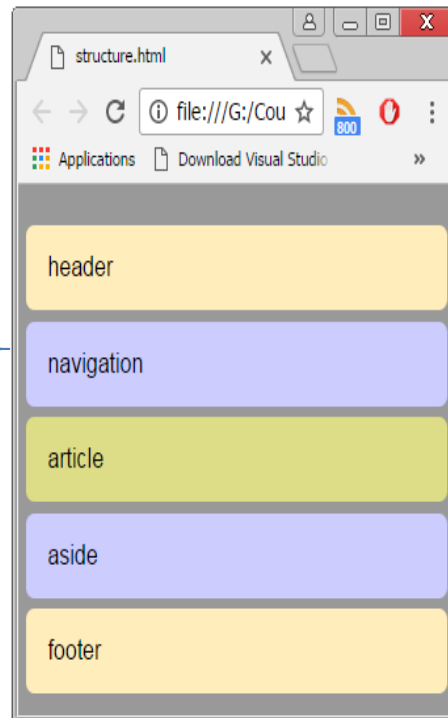 structure.html
file:///G:/Cou
800
Applications
Download Visual Studio
header
navigation
article
aside
footer